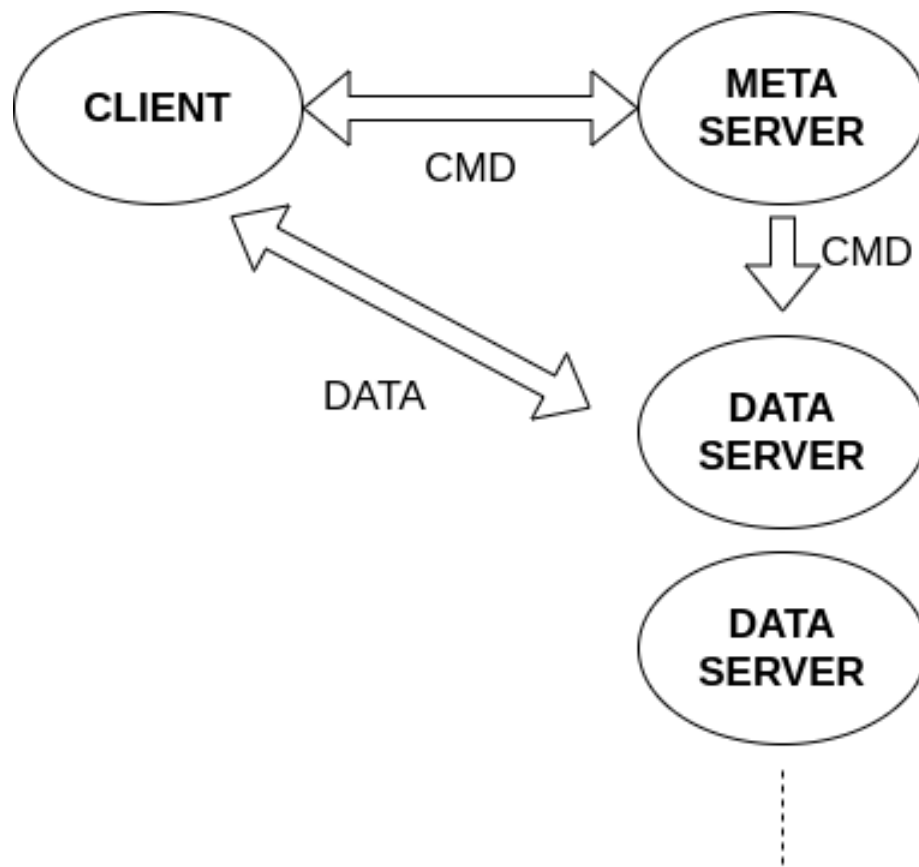 CLIENT
META
SERVER
CMD
CMD
DATA
DATA
SERVER
DATA
SERVER